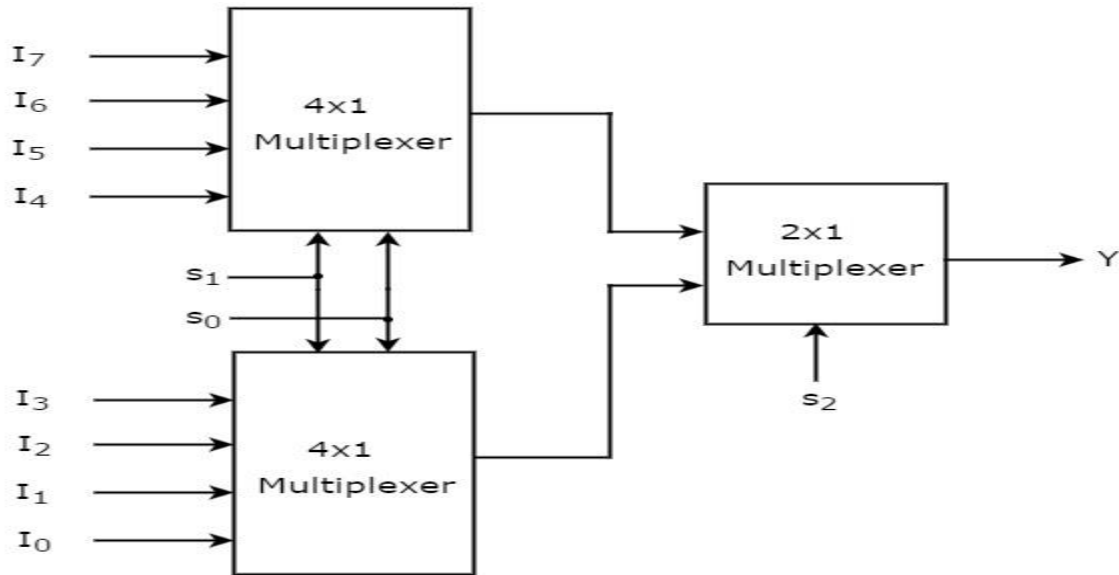 I₇
I₆
I₅
I₄
4x1
Multiplexer
s₁
s₀
I₃
I₂
I₁
I₀
4x1
Multiplexer
2x1
Multiplexer
s₂
Y